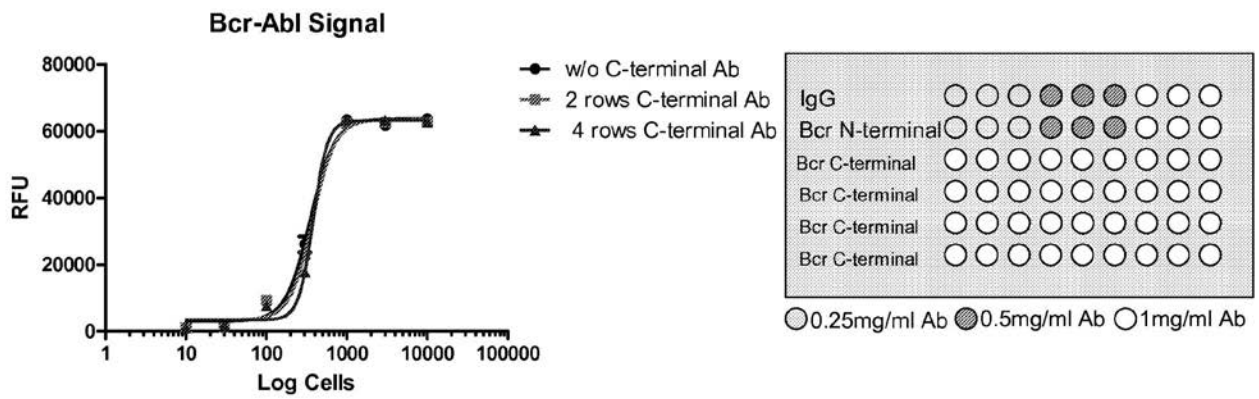 Bcr-Abl Signal
80000
60000
40000
20000
0
RFU
1
10
100
1000
10000
100000
Log Cells
w/o C-terminal Ab
2 rows C-terminal Ab
4 rows C-terminal Ab
IgG
Bcr N-terminal
Bcr C-terminal
Bcr C-terminal
Bcr C-terminal
Bcr C-terminal
0.25mg/ml Ab
0.5mg/ml Ab
1mg/ml Ab